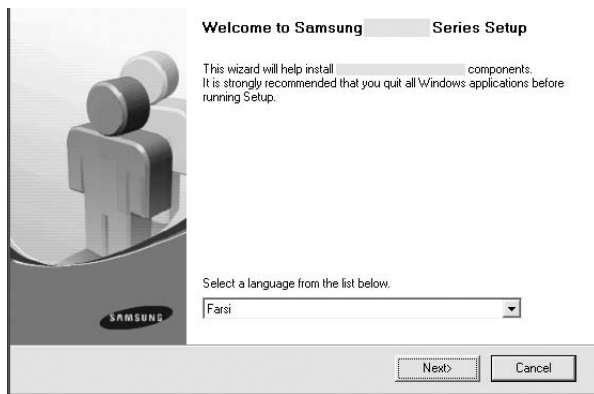 Welcome to Samsung Series Setup
This wizard will help install components.
It is strongly recommended that you quit all Windows applications before
running Setup.
Select a language from the list below.
Farsi
SAMSUNG
Next>
Cancel